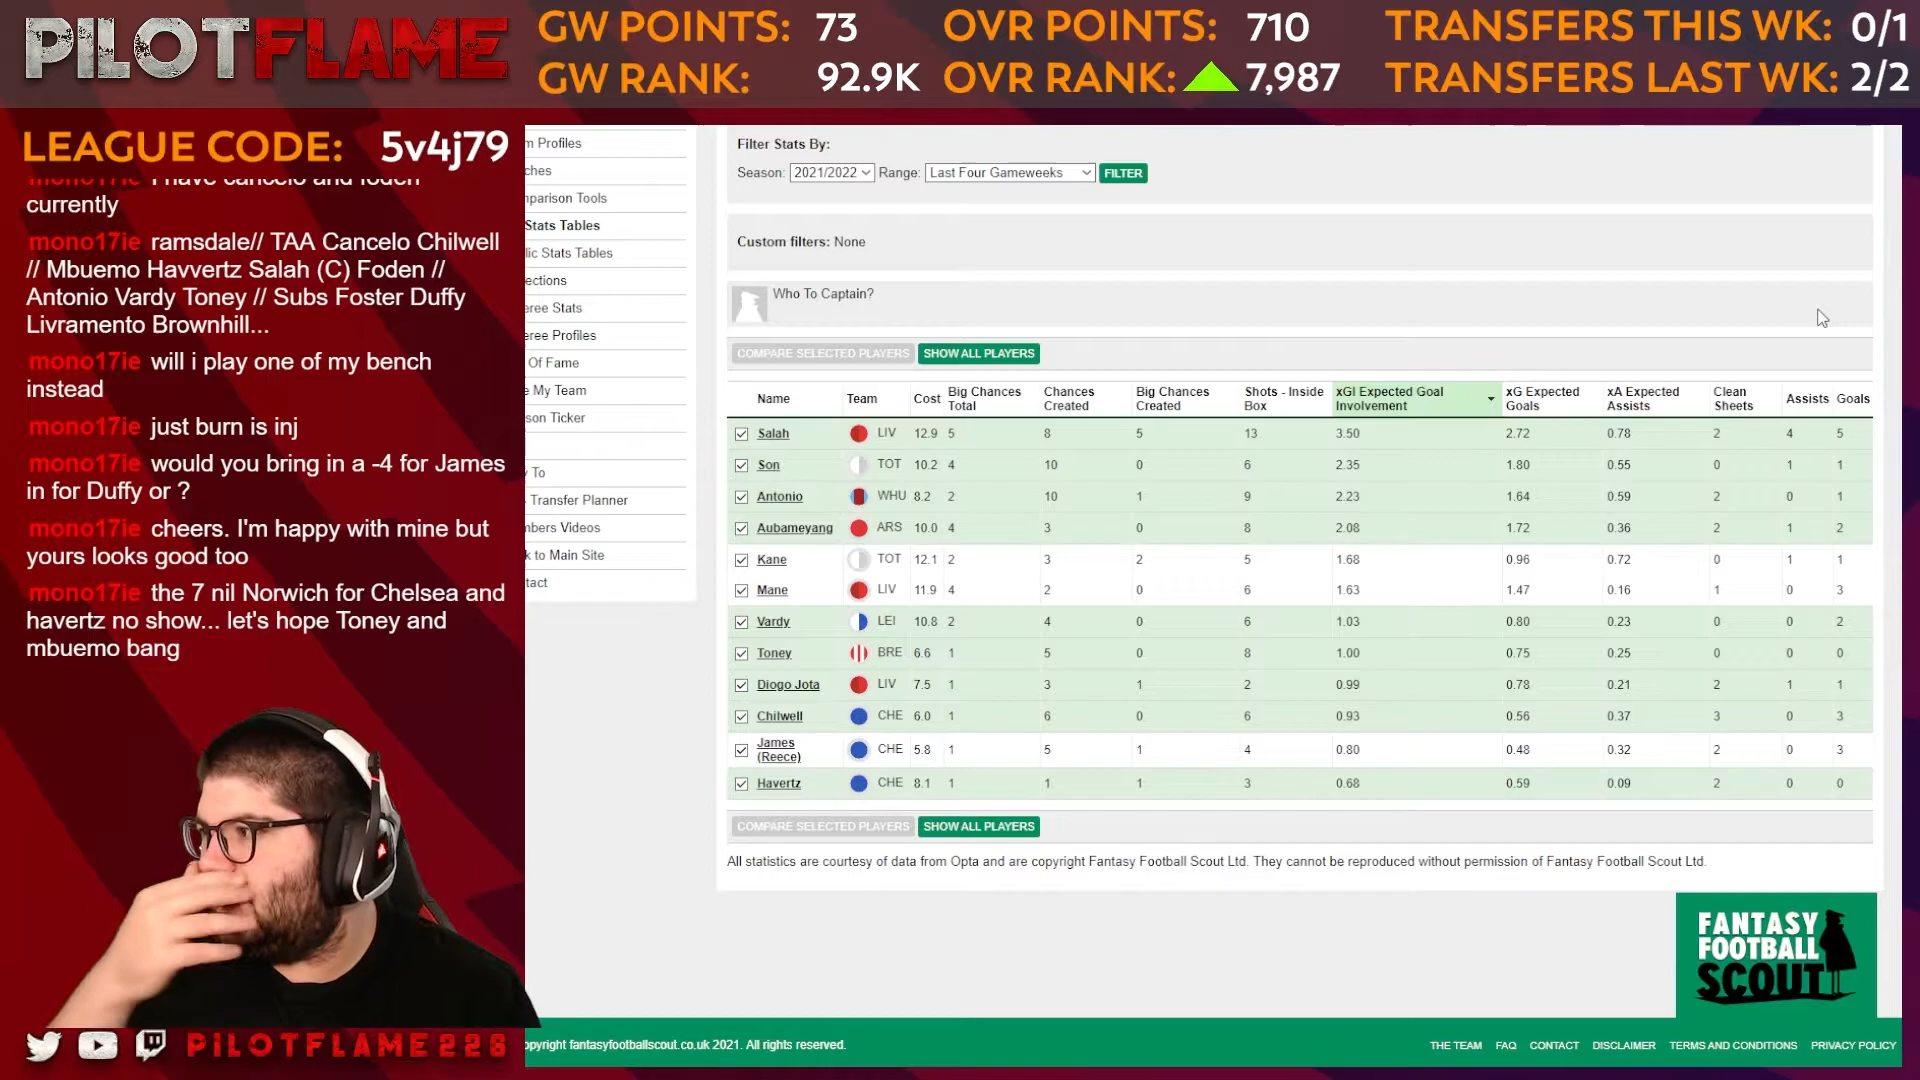 PILOTFLAME
GW POINTS: 73
OVR POINTS: 710
TRANSFERS THIS WK: 0/1
GW RANK: 92.9K
OVR RANK: 7,987
TRANSFERS LAST WK: 2/2
LEAGUE CODE: 5v4j79
mono17ie I have cancelo and foden
currently
mono17ie ramsdale// TAA Cancelo Chilwell
// Mbuemo Havvertz Salah (C) Foden //
Antonio Vardy Toney // Subs Foster Duffy
Livramento Brownhill...
mono17ie will i play one of my bench
instead
mono17ie just burn is inj
mono17ie would you bring in a -4 for James
in for Duffy or ?
mono17ie cheers. I'm happy with mine but
yours looks good too
mono17ie the 7 nil Norwich for Chelsea and
havertz no show... let's hope Toney and
mbuemo bang
PILOTFLAME226
m Profiles
ches
nparison Tools
Stats Tables
lic Stats Tables
ections
eree Stats
eree Profiles
Of Fame
e My Team
son Ticker
To
Transfer Planner
nbers Videos
k to Main Site
tact
Filter Stats By:
Season: 2021/2022 Range: Last Four Gameweeks FILTER
Custom filters: None
Who To Captain?
COMPARE SELECTED PLAYERS SHOW ALL PLAYERS
Name Team Cost Big Chances Total Chances Created Big Chances Created Shots - Inside Box xGI Expected Goal Involvement xG Expected Goals xA Expected Assists Clean Sheets Assists Goals
Salah LIV 12.9 5 8 5 13 3.50 2.72 0.78 2 4 5
Son TOT 10.2 4 10 0 6 2.35 1.80 0.55 0 1 1
Antonio WHU 8.2 2 10 1 9 2.23 1.64 0.59 2 0 1
Aubameyang ARS 10.0 4 3 0 8 2.08 1.72 0.36 2 1 2
Kane TOT 12.1 2 3 2 5 1.68 0.96 0.72 0 1 1
Mane LIV 11.9 4 2 0 6 1.63 1.47 0.16 1 0 3
Vardy LEI 10.8 2 4 0 6 1.03 0.80 0.23 0 0 2
Toney BRE 6.6 1 5 0 8 1.00 0.75 0.25 0 0 0
Diogo Jota LIV 7.5 1 3 1 2 0.99 0.78 0.21 2 1 1
Chilwell CHE 6.0 1 6 0 6 0.93 0.56 0.37 3 0 3
James (Reece) CHE 5.8 1 5 1 4 0.80 0.48 0.32 2 0 3
Havertz CHE 8.1 1 1 1 3 0.68 0.59 0.09 2 0 0
COMPARE SELECTED PLAYERS SHOW ALL PLAYERS
All statistics are courtesy of data from Opta and are copyright Fantasy Football Scout Ltd. They cannot be reproduced without permission of Fantasy Football Scout Ltd.
FANTASY
FOOTBALL
SCOUT
opyright fantasyfootballscout.co.uk 2021. All rights reserved.
THE TEAM FAQ CONTACT DISCLAIMER TERMS AND CONDITIONS PRIVACY POLICY